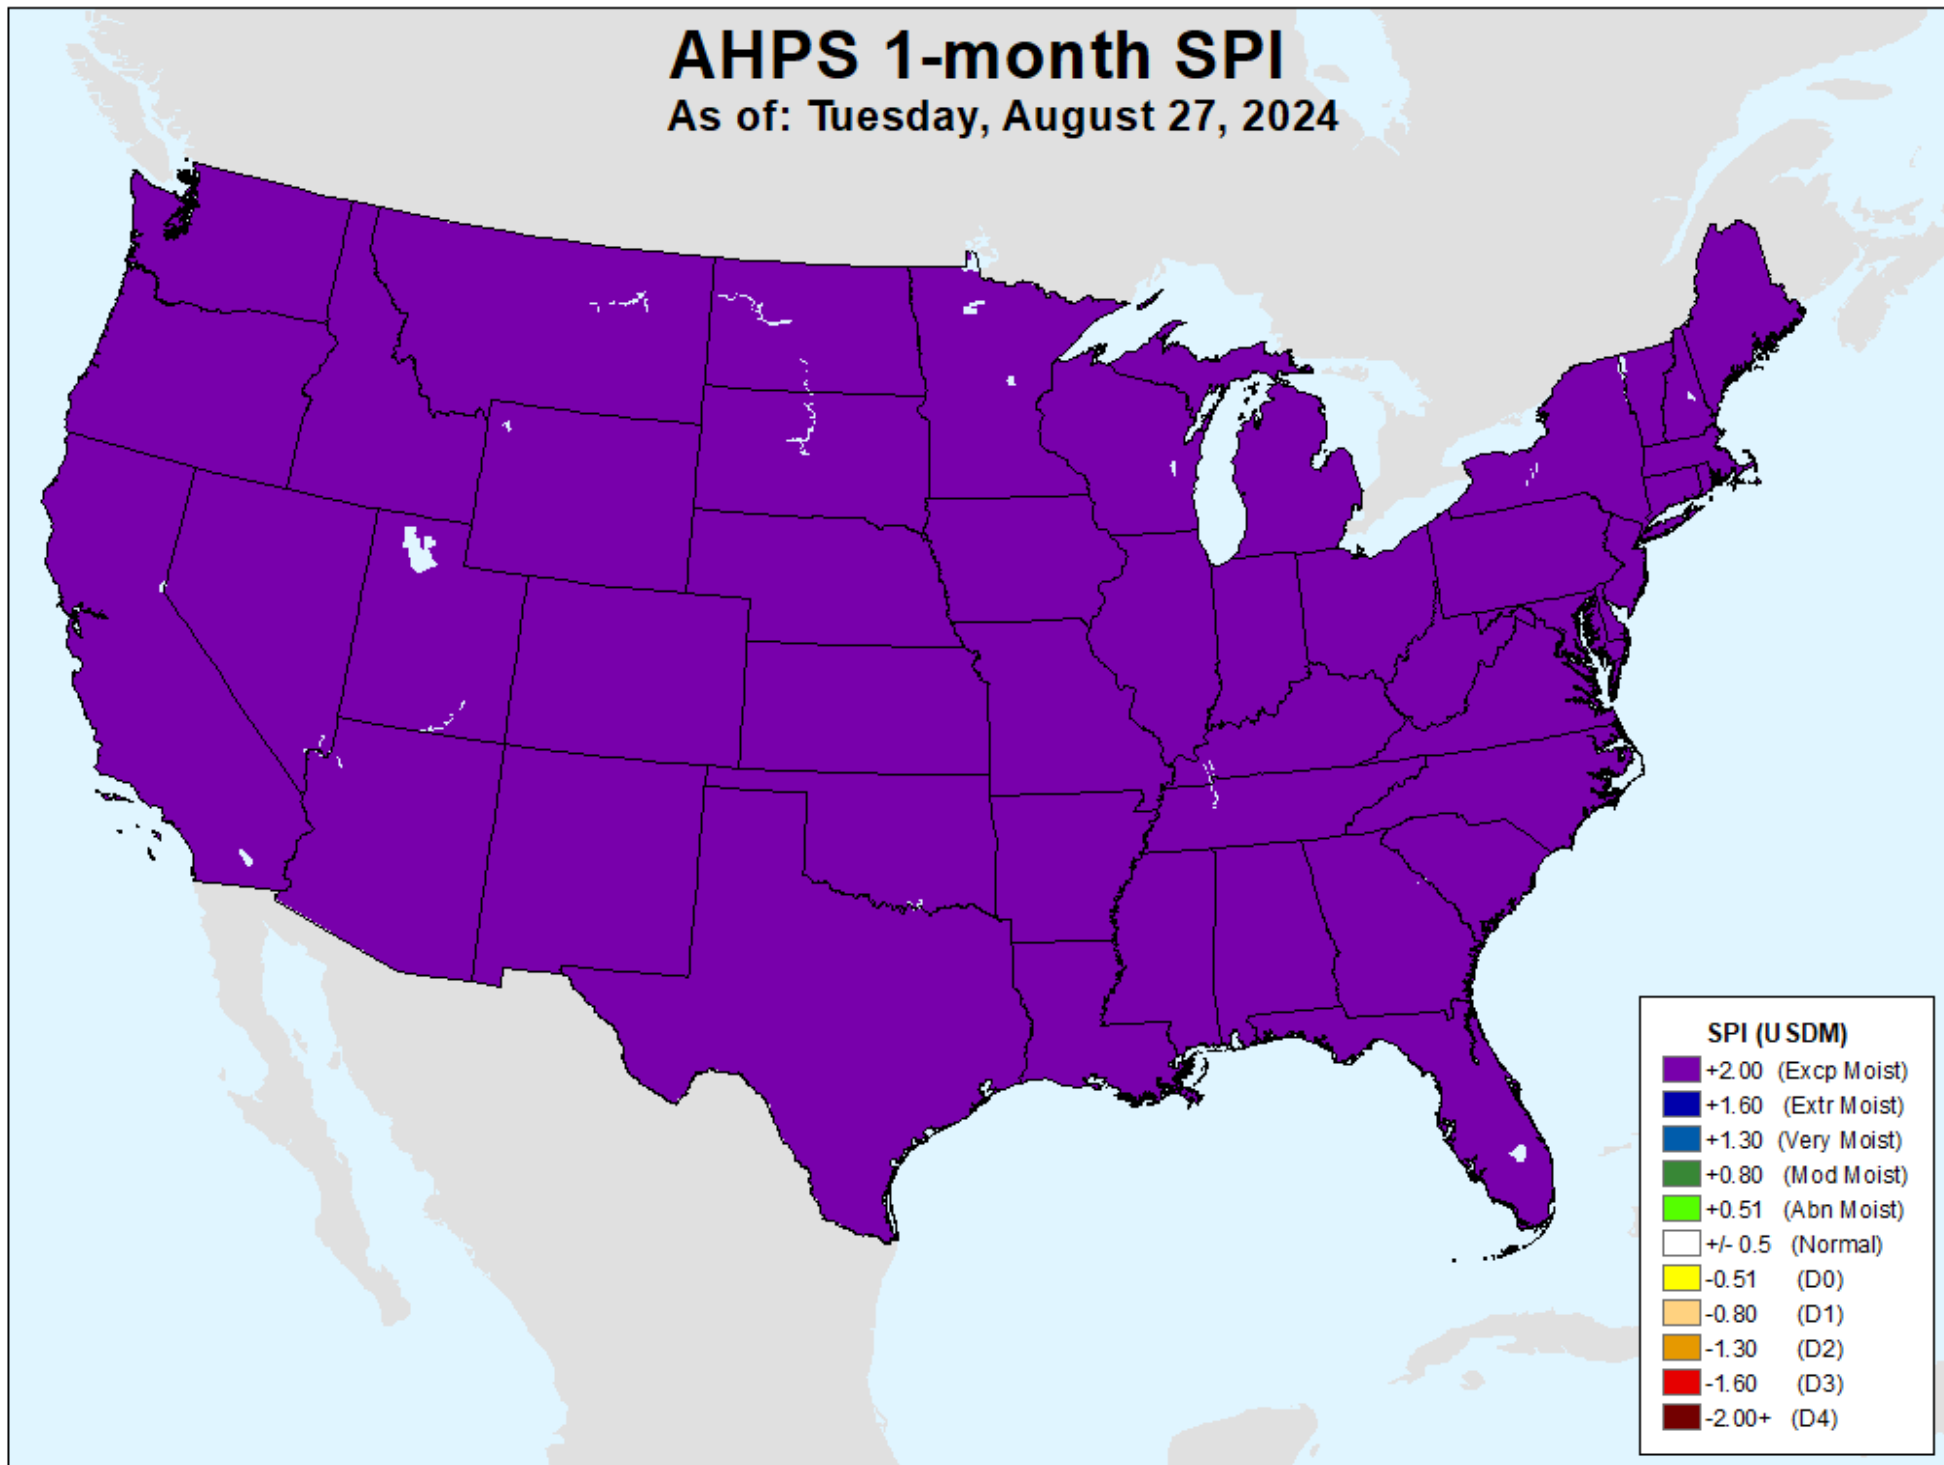 AHPS 1-month SPI
As of: Tuesday, August 27, 2024
SPI (USDM)
+2.00 (Excp Moist)
+1.60 (Extr Moist)
+1.30 (Very Moist)
+0.80 (Mod Moist)
+0.51 (Abn Moist)
+/- 0.5 (Normal)
-0.51 (D0)
-0.80 (D1)
-1.30 (D2)
-1.60 (D3)
-2.00+ (D4)